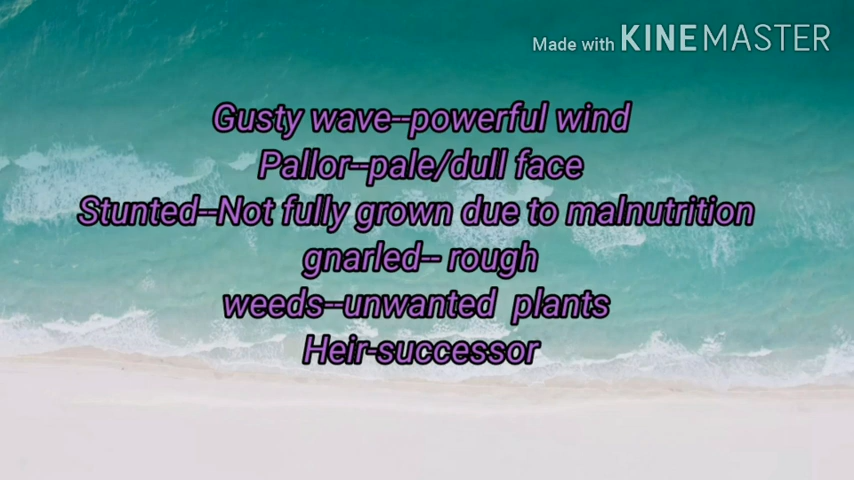 Made with KINEMASTER
Gusty wave--powerful wind
Pallor--pale/dull face
Stunted--Not fully grown due to malnutrition
gnarled-- rough
weeds--unwanted plants
Heir-successor